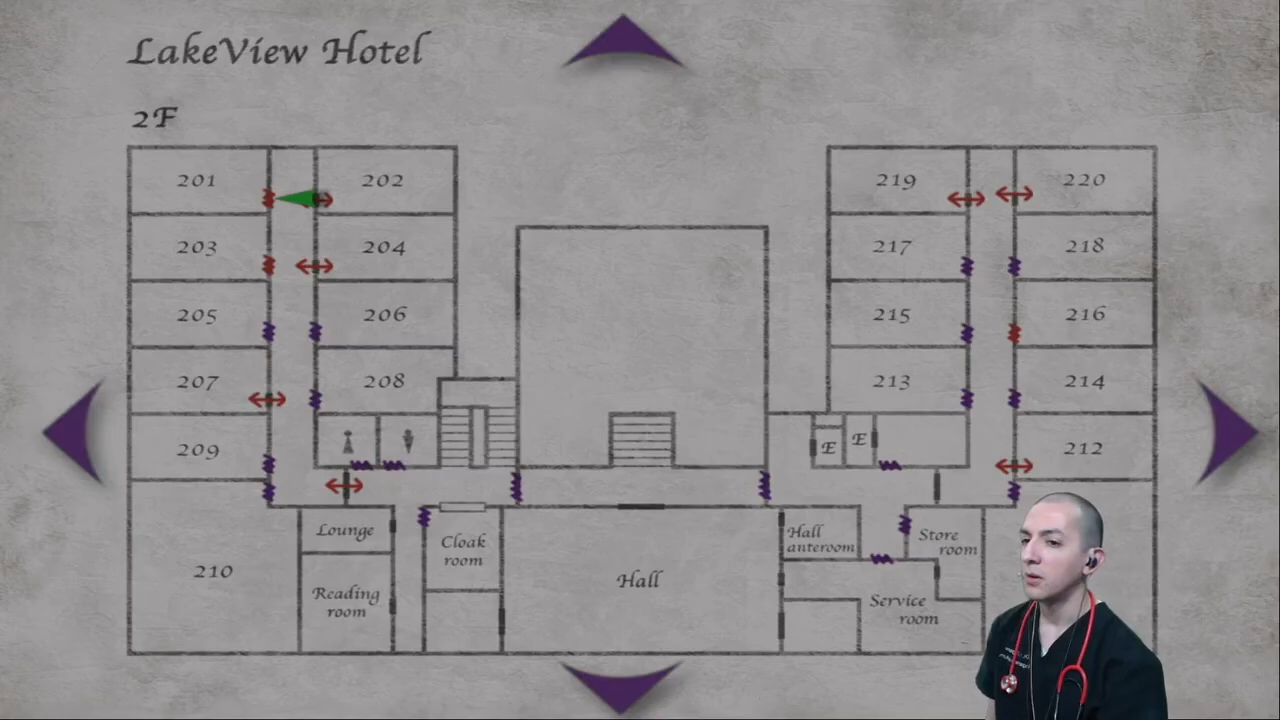 LakeView Hotel
2F
201
202
219
220
203
204
217
218
205
206
215
216
207
208
213
214
209
E
E
212
Lounge
Cloak
room
Hall
anteroom
Store
room
210
Reading
room
Hall
Service
room